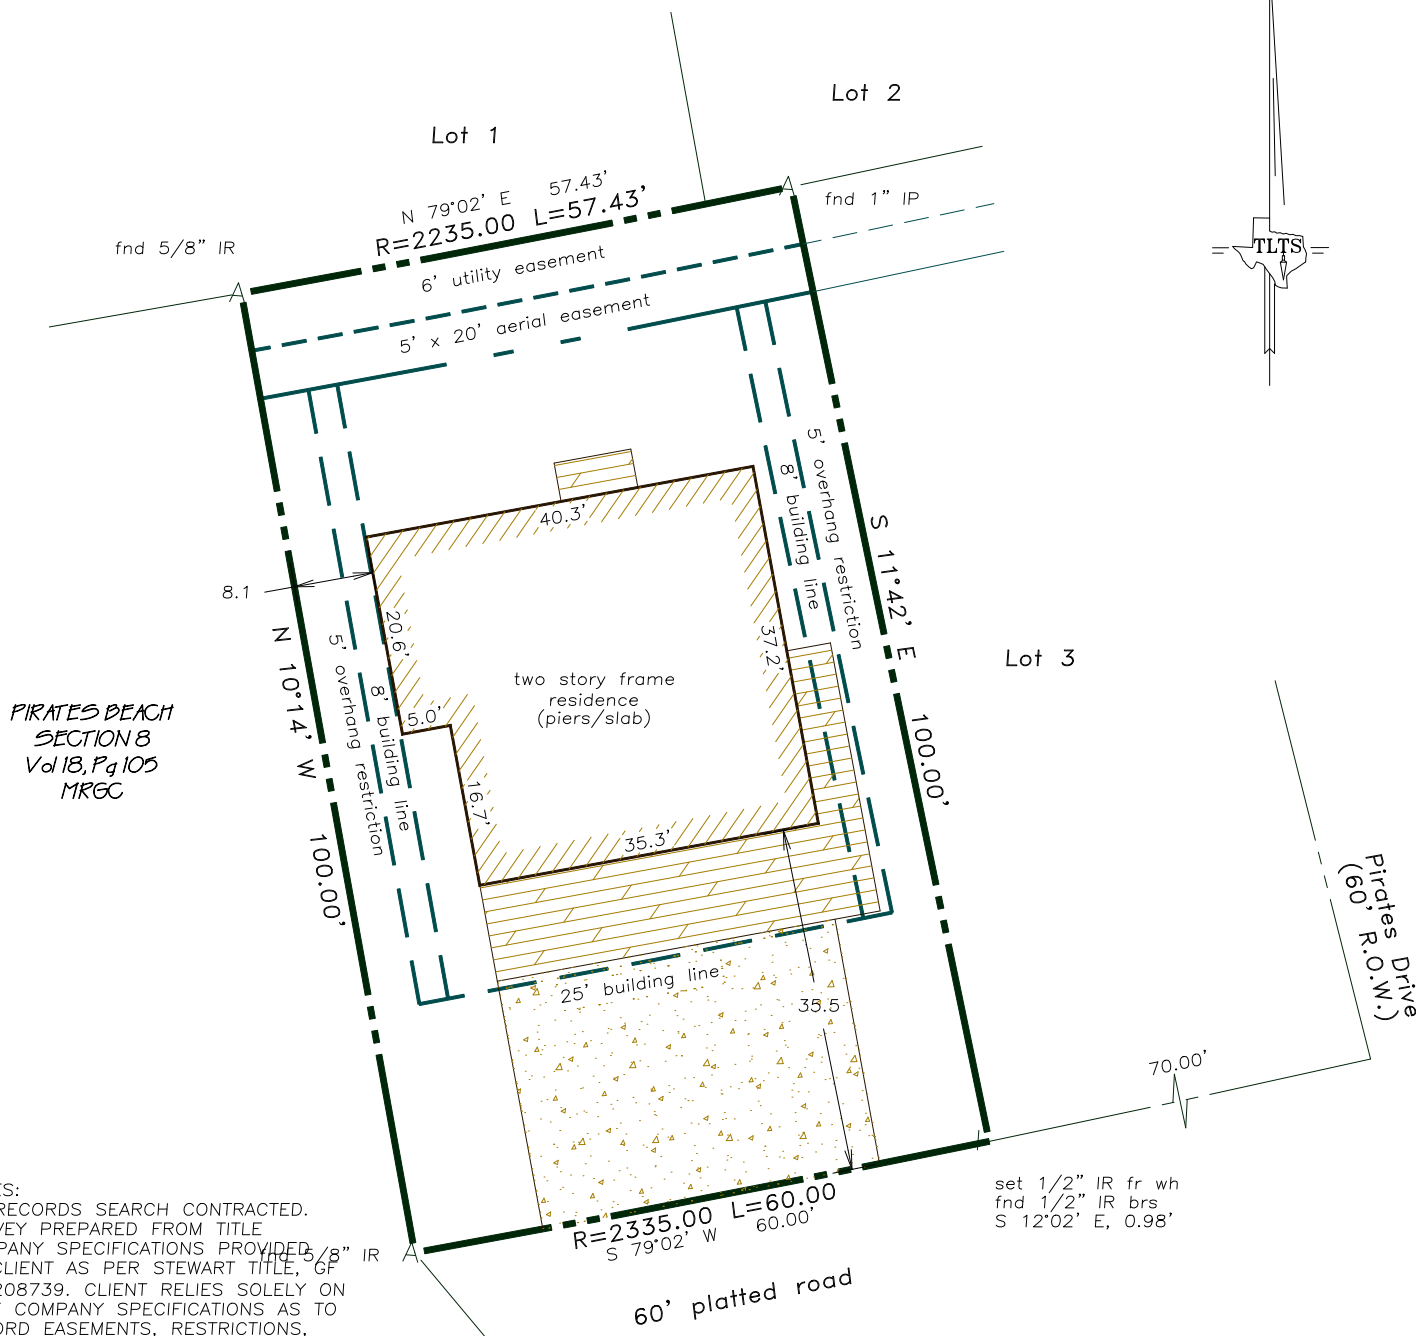 Lot 2
Lot 1
N 79°02' E 57.43'
R=2235.00 L=57.43'
fnd 1" IP
fnd 5/8" IR
TLTS
6' utility easement
5' x 20' aerial easement
40.3'
8' building line
5' overhang restriction
S 11°42' E 100.00'
8.1
20.6'
37.2'
N 10°14' W 100.00'
5' overhang restriction
8' building line
Lot 3
two story frame
residence
(piers/slab)
5.0'
PIRATES BEACH
SECTION 8
Vol 18, Pg 105
MRGC
16.7'
35.3'
Pirates Drive
(60' R.O.W.)
25' building line
35.5
70.00'
set 1/2" IR fr wh
fnd 1/2" IR brs
S 12°02' E, 0.98'
R=2335.00 L=60.00
S 79°02' W 60.00'
60' platted road
fnd 5/8" IR
ES:
RECORDS SEARCH CONTRACTED.
VEY PREPARED FROM TITLE
PANY SPECIFICATIONS PROVIDED
CLIENT AS PER STEWART TITLE, GF
208739. CLIENT RELIES SOLELY ON
COMPANY SPECIFICATIONS AS TO
ORD EASEMENTS, RESTRICTIONS,